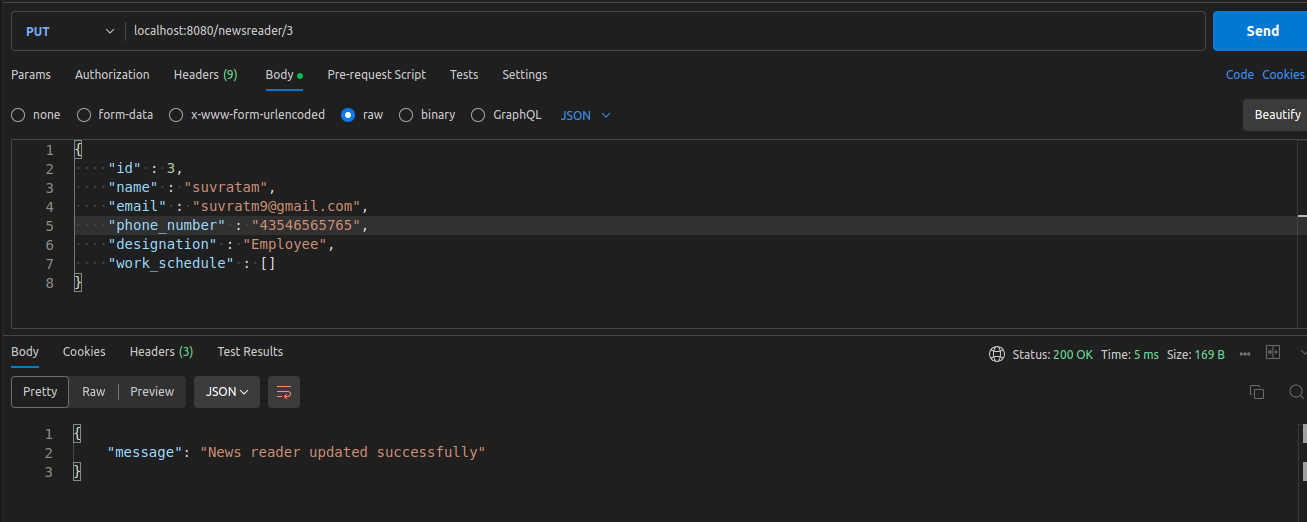 PUT localhost:8080/newsreader/3 Send
Params Authorization Headers (9) Body Pre-request Script Tests Settings Code Cookies
none form-data x-www-form-urlencoded raw binary GraphQL JSON Beautify
1 {
2 "id" : 3,
3 "name" : "suvratam",
4 "email" : "suvratm9@gmail.com",
5 "phone_number" : "43546565765",
6 "designation" : "Employee",
7 "work_schedule" : []
8 }
Body Cookies Headers (3) Test Results Status: 200 OK Time: 5 ms Size: 169 B
Pretty Raw Preview JSON
1 {
2 "message": "News reader updated successfully"
3 }